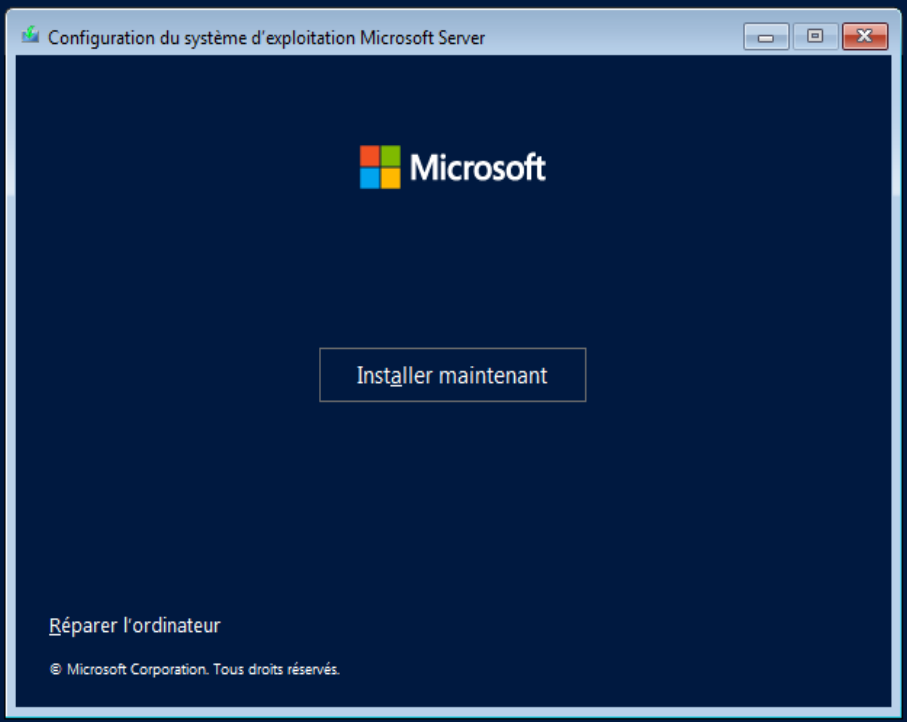 Configuration du système d'exploitation Microsoft Server
Microsoft
Installer maintenant
Réparer l'ordinateur
© Microsoft Corporation. Tous droits réservés.